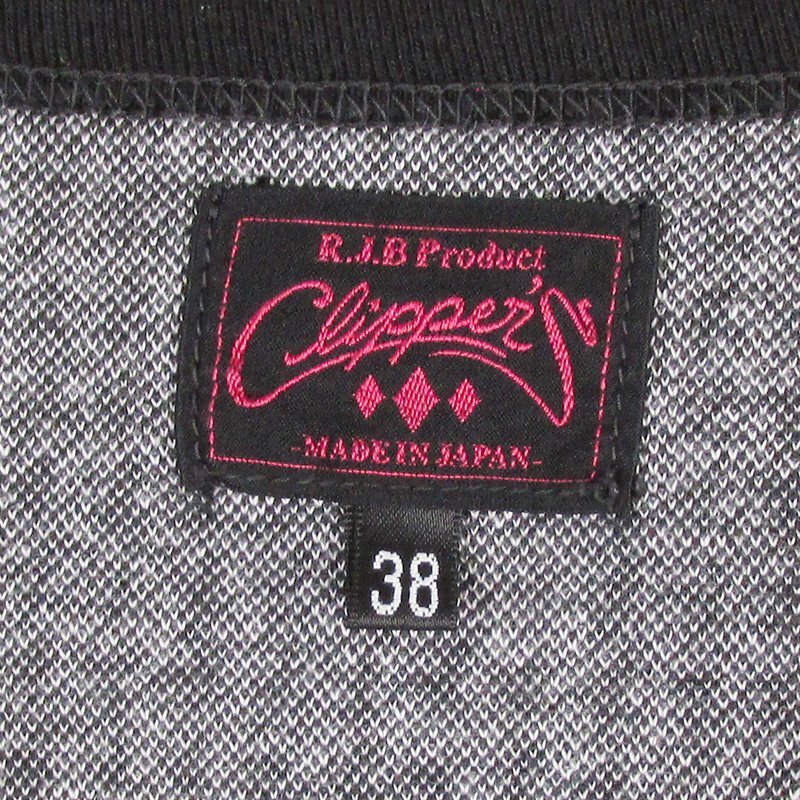 R.J.B Product
Clipper's
-MADE IN JAPAN-
38